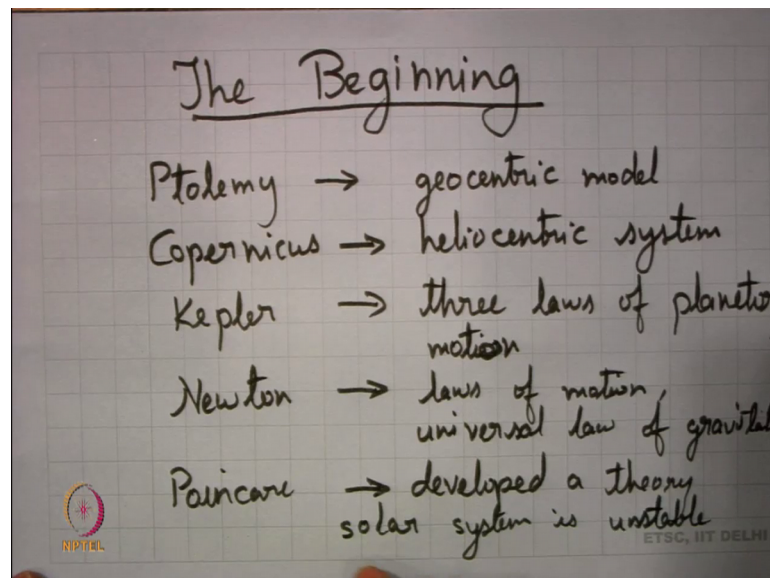 The Beginning
Ptolemy → geocentric model
Copernicus → heliocentric system
Kepler → three laws of planeto
motion
Newton → laws of motion,
universal law of gravitat
Poincare → developed a theory
solar system is unstable
NPTEL
ETSC, IIT DELHI